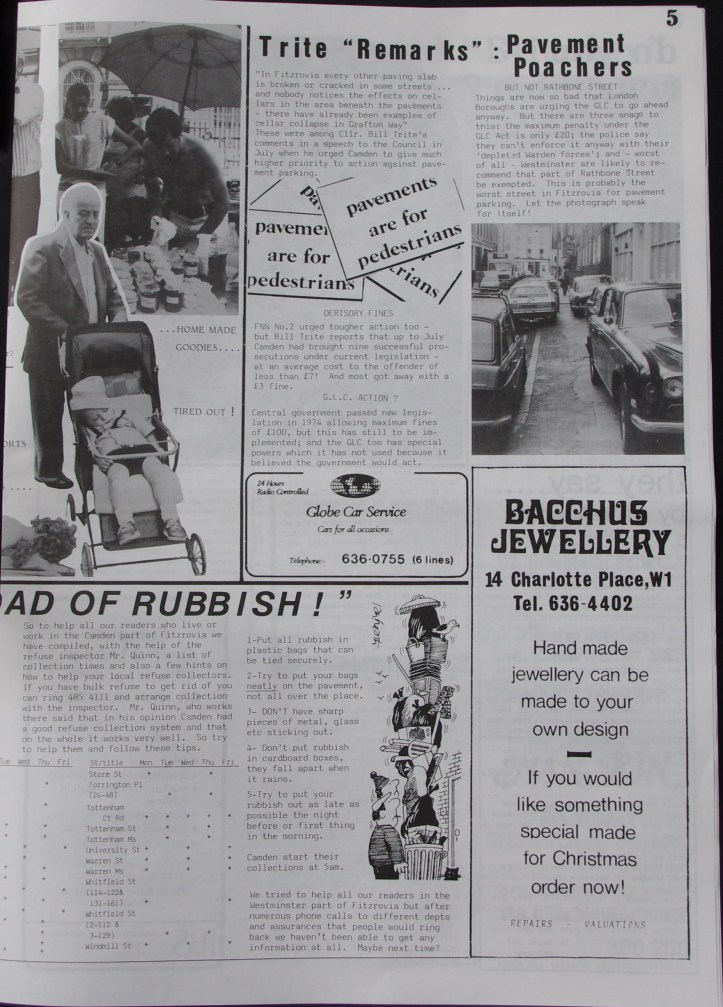 5
Trite "Remarks" : Pavement
Poachers
"In Fitzrovia every other paving slab
is broken or cracked in some streets ...
and nobody notices the effects on cel-
lars in the area beneath the pavements
- there have already been examples of
cellar collapse in Grafton Way"
These were among Cllr. Bill Trite's
comments in a speech to the Council in
July when he urged Camden to give much
higher priority to action against pave-
ment parking.
pavements
are for
pedestrians
are for
pedestrians
DERISORY FINES
FNN No.2 urged tougher action too -
but Bill Trite reports that up to July
Camden had brought nine successful pro-
secutions under current legislation -
at an average cost to the offender of
less than £7! And most got away with a
£3 fine.
G.L.C. ACTION ?
Central government passed new legis-
lation in 1974 allowing maximum fines
of £100, but this has still to be im-
plemented; and the GLC too has special
powers which it has not used because it
believed the government would act.
BUT NOT RATHBONE STREET
Things are now so bad that London
Boroughs are urging the GLC to go ahead
anyway. But there are three snags to
this: the maximum penalty under the
GLC Act is only £20; the police say
they can't enforce it anyway with their
'depleted Warden forces'; and - worst
of all - Westminster are likely to re-
commend that part of Rathbone Street
be exempted. This is probably the
worst street in Fitzrovia for pavement
parking. Let the photograph speak
for itself!
...HOME MADE
GOODIES....
TIRED OUT !
ORTS
24 Hours
Radio Controlled
Globe Car Service
Cars for all occasions
Telephone:- 636-0755 (6 lines)
BACCHUS
JEWELLERY
14 Charlotte Place,W1
Tel. 636-4402
Hand made
jewellery can be
made to your
own design
If you would
like something
special made
for Christmas
order now!
REPAIRS - VALUATIONS
OAD OF RUBBISH ! "
So to help all our readers who live or
work in the Camden part of Fitzrovia we
have compiled, with the help of the
refuse inspector Mr. Quinn, a list of
collection times and also a few hints on
how to help your local refuse collectors.
If you have bulk refuse to get rid of you
can ring 485 4111 and arrange collection
with the inspector. Mr. Quinn, who works
there said that in his opinion Camden had
a good refuse collection system and that
on the whole it works very well. So try
to help them and follow these tips.
Tue Wed Thu Fri St/title Mon Tue Wed Thu Fri
Store St
Torrington Pl
(26-48)
Tottenham
Ct Rd
Tottenham St
Tottenham Ms
University St
Warren St
Warren Ms
Whitfield St
(114-122&
131-161)
Whitfield St
(2-112 &
3-129)
Windmill St
1-Put all rubbish in
plastic bags that can
be tied securely.
2-Try to put your bags
neatly on the pavement,
not all over the place.
3- DON'T have sharp
pieces of metal, glass
etc sticking out.
4- Don't put rubbish
in cardboard boxes,
they fall apart when
it rains.
5-Try to put your
rubbish out as late as
possible the night
before or first thing
in the morning.
Camden start their
collections at 5am.
We tried to help all our readers in the
Westminster part of Fitzrovia but after
numerous phone calls to different depts
and assurances that people would ring
back we haven't been able to get any
information at all. Maybe next time?